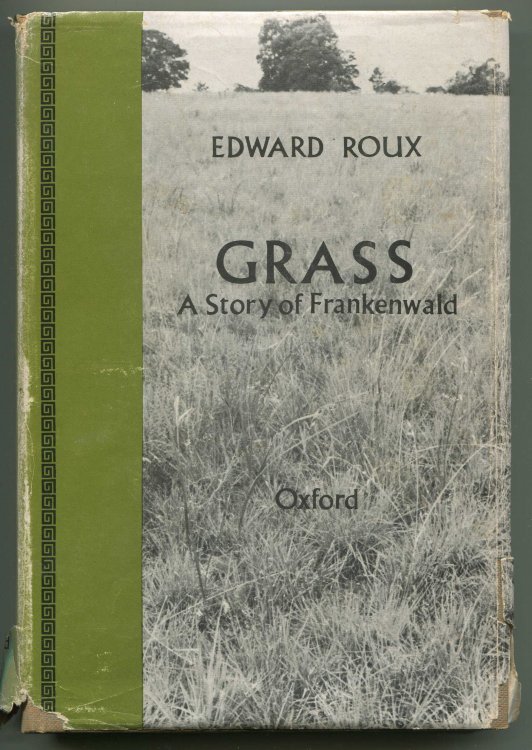 EDWARD ROUX
GRASS
A Story of Frankenwald
Oxford